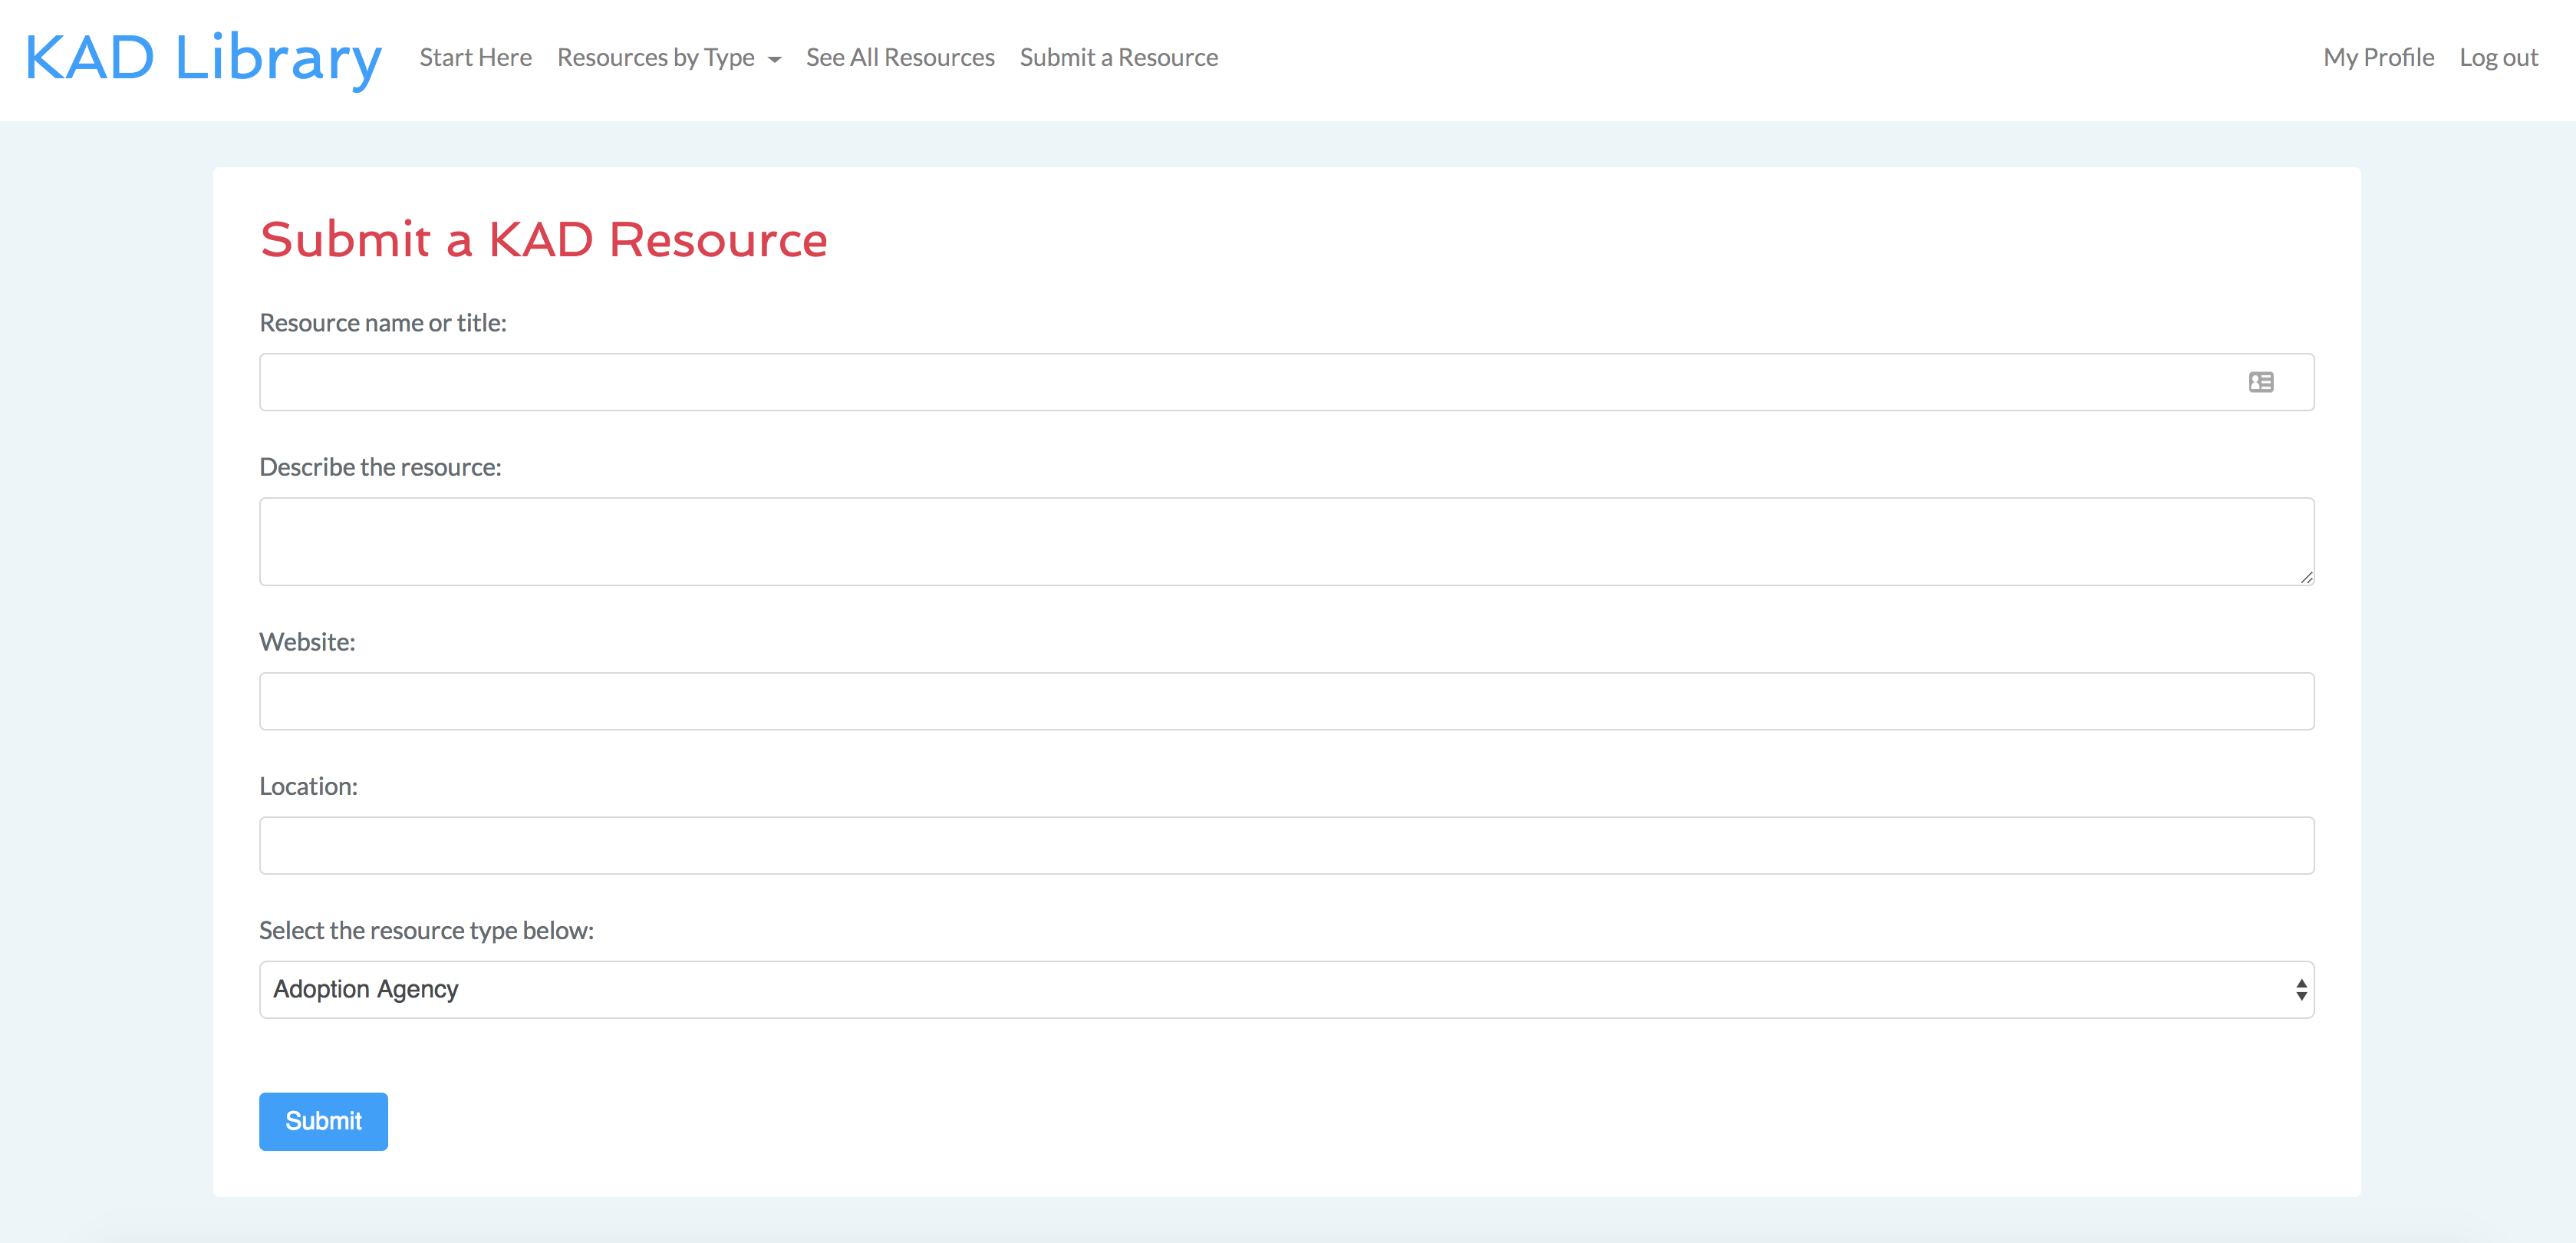 KAD Library
Start Here
Resources by Type
See All Resources
Submit a Resource
My Profile
Log out
Submit a KAD Resource
Resource name or title:
Describe the resource:
Website:
Location:
Select the resource type below:
Adoption Agency
Submit